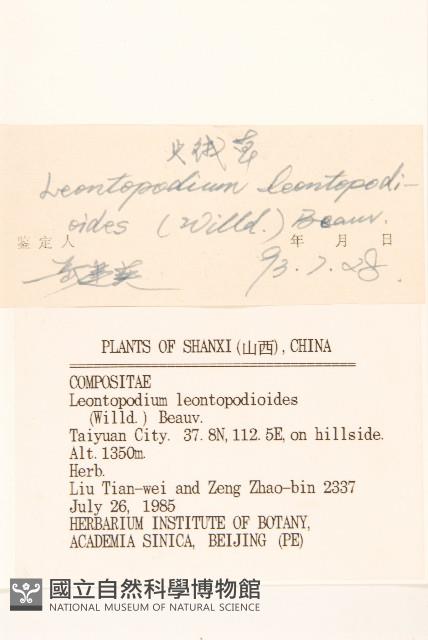 火绒草
Leontopodium leontopodi-
oides (Willd.) Beauv.
鉴定人 年 月 日
93.7.28.
PLANTS OF SHANXI (山西), CHINA
COMPOSITAE
Leontopodium leontopodioides
(Willd.) Beauv.
Taiyuan City. 37.8N, 112.5E, on hillside.
Alt. 1350m.
Herb.
Liu Tian-wei and Zeng Zhao-bin 2337
July 26, 1985
HERBARIUM INSTITUTE OF BOTANY,
ACADEMIA SINICA, BEIJING (PE)
國立自然科學博物館
NATIONAL MUSEUM OF NATURAL SCIENCE